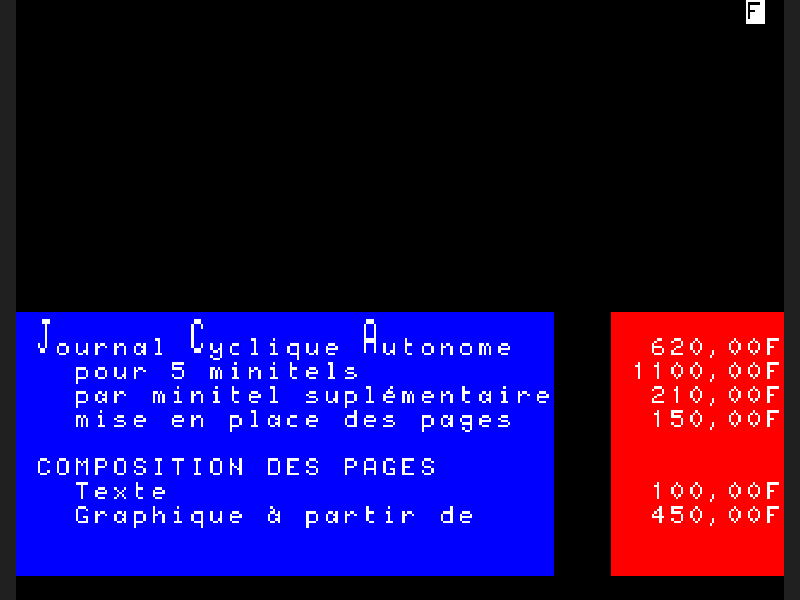 F
Journal Cyclique Autonome 620,00F
pour 5 minitels 1100,00F
par minitel suplémentaire 210,00F
mise en place des pages 150,00F
COMPOSITION DES PAGES
Texte 100,00F
Graphique à partir de 450,00F